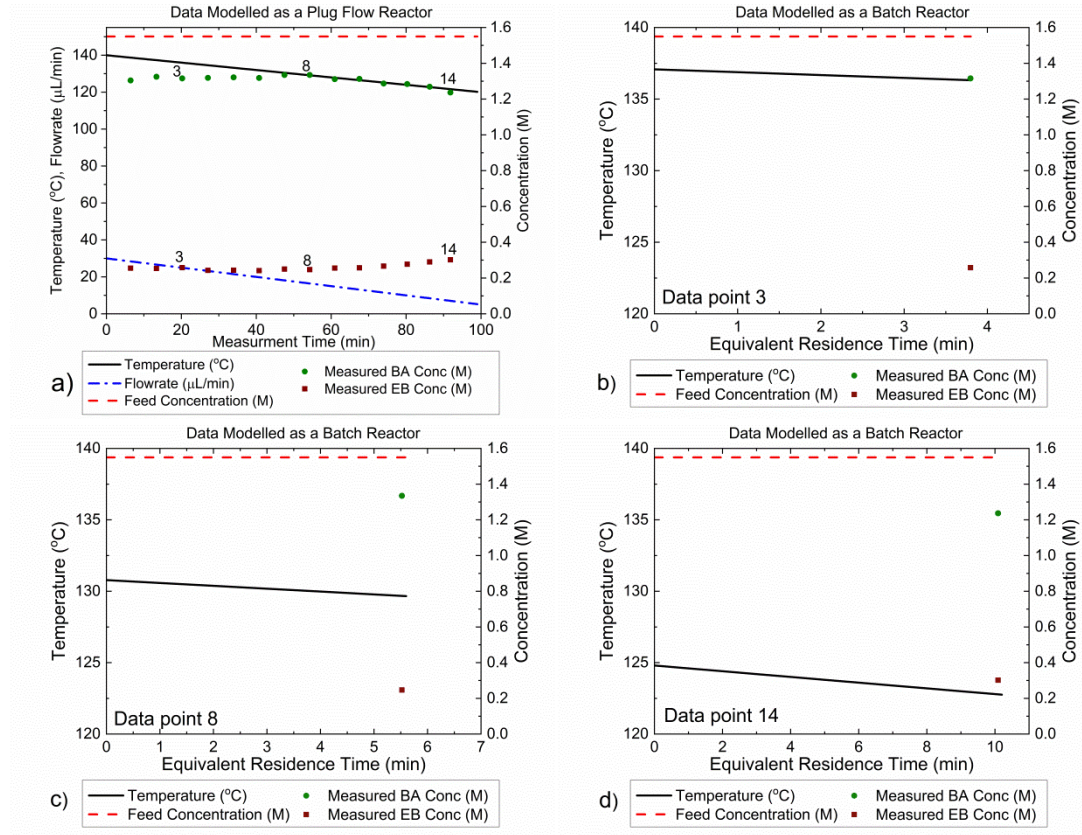 Data Modelled as a Plug Flow Reactor
Temperature (°C), Flowrate (μL/min)
140
120
100
80
60
40
20
0
1.6
1.4
1.2
1.0
0.8
0.6
0.4
0.2
0.0
Concentration (M)
3
8
14
3
8
14
0 20 40 60 80 100
Measurment Time (min)
a)
Temperature (°C)
Flowrate (μL/min)
Feed Concentration (M)
Measured BA Conc (M)
Measured EB Conc (M)
Data Modelled as a Batch Reactor
Temperature (°C)
140
135
130
125
120
1.6
1.4
1.2
1.0
0.8
0.6
0.4
0.2
0.0
Concentration (M)
Data point 3
0 1 2 3 4
Equivalent Residence Time (min)
b)
Temperature (°C)
Feed Concentration (M)
Measured BA Conc (M)
Measured EB Conc (M)
Data Modelled as a Batch Reactor
Temperature (°C)
140
135
130
125
120
1.6
1.4
1.2
1.0
0.8
0.6
0.4
0.2
0.0
Concentration (M)
Data point 8
0 1 2 3 4 5 6 7
Equivalent Residence Time (min)
c)
Temperature (°C)
Feed Concentration (M)
Measured BA Conc (M)
Measured EB Conc (M)
Data Modelled as a Batch Reactor
Temperature (°C)
140
135
130
125
120
1.6
1.4
1.2
1.0
0.8
0.6
0.4
0.2
0.0
Concentration (M)
Data point 14
0 2 4 6 8 10
Equivalent Residence Time (min)
d)
Temperature (°C)
Feed Concentration (M)
Measured BA Conc (M)
Measured EB Conc (M)